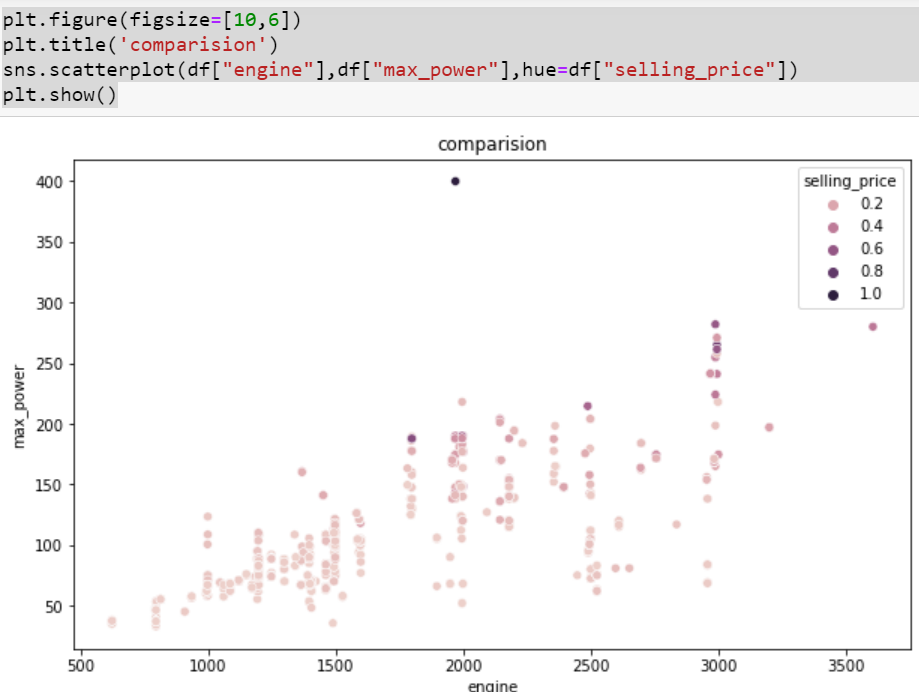 plt.figure(figsize=[10,6])
plt.title('comparision')
sns.scatterplot(df["engine"],df["max_power"],hue=df["selling_price"])
plt.show()
comparision
selling_price
0.2
0.4
0.6
0.8
1.0
max_power
400
350
300
250
200
150
100
50
500 1000 1500 2000 2500 3000 3500
engine